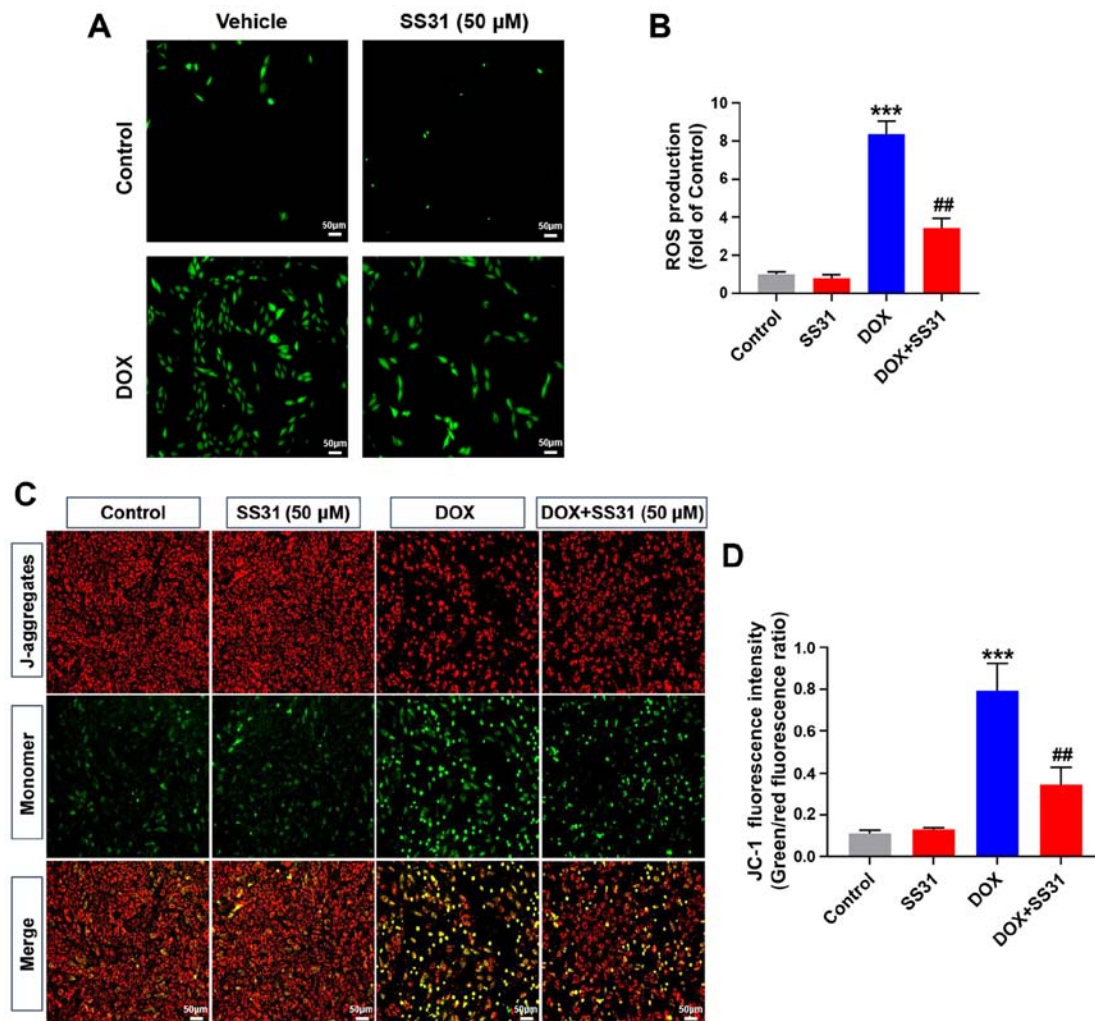 A
Vehicle
SS31 (50 µM)
Control
50µm
50µm
DOX
50µm
50µm
B
ROS production
(fold of Control)
10
8
6
4
2
0
***
##
Control
SS31
DOX
DOX+SS31
C
Control
SS31 (50 µM)
DOX
DOX+SS31 (50 µM)
J-aggregates
Monomer
Merge
50µm
50µm
50µm
50µm
D
JC-1 fluorescence intensity
(Green/red fluorescence ratio)
1.0
0.8
0.6
0.4
0.2
0.0
***
##
Control
SS31
DOX
DOX+SS31